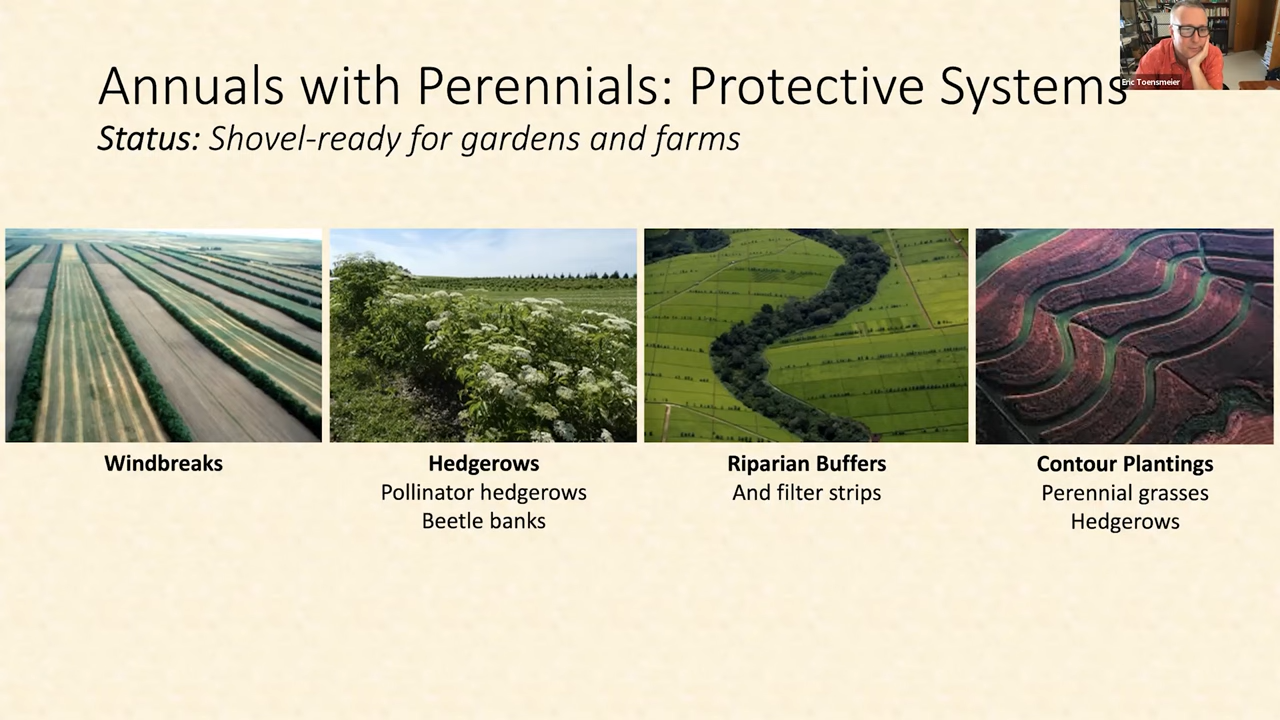 Annuals with Perennials: Protective Systems
Status: Shovel-ready for gardens and farms
Eric Toensmeier
Windbreaks
Hedgerows
Pollinator hedgerows
Beetle banks
Riparian Buffers
And filter strips
Contour Plantings
Perennial grasses
Hedgerows